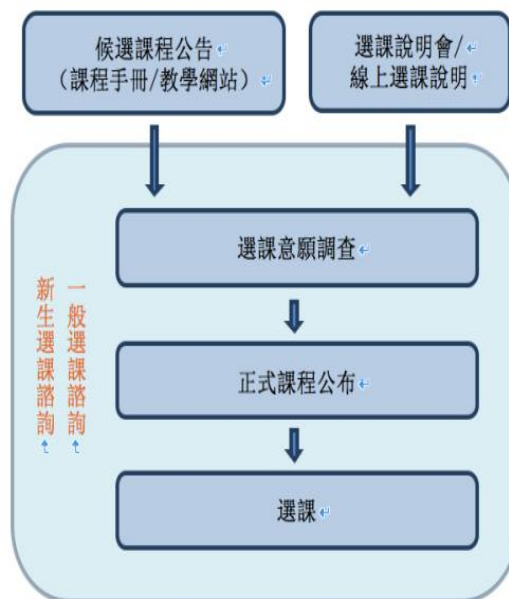 候選課程公告
（課程手冊/教學網站）
選課說明會/
線上選課說明
選課意願調查
正式課程公布
選課
一般選課諮詢
新生選課諮詢